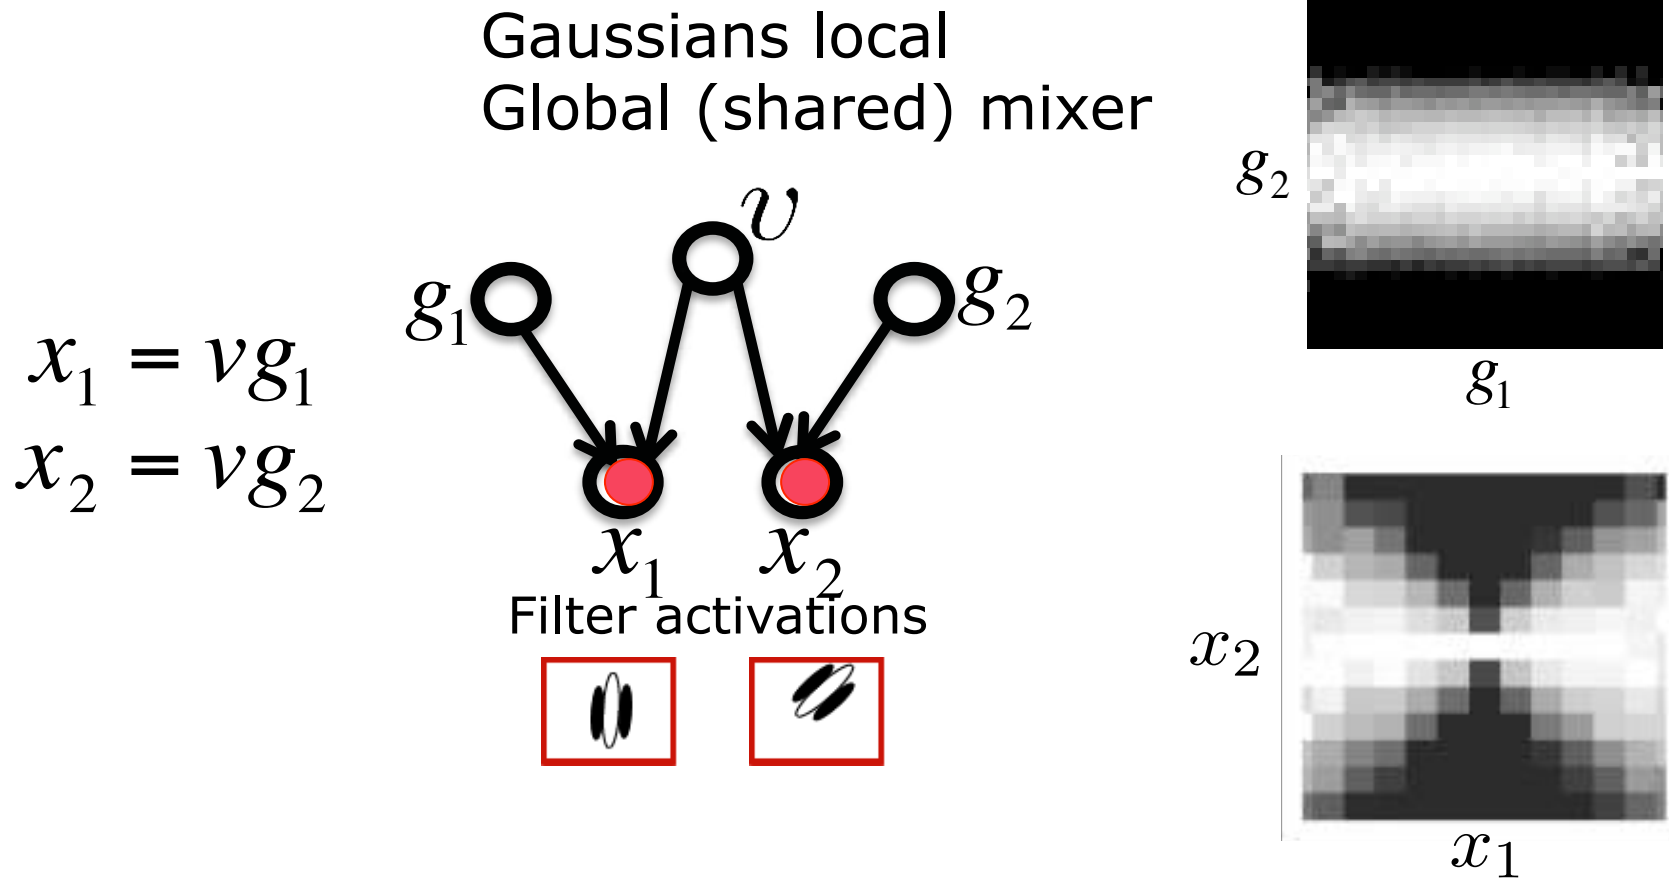 Gaussians local
Global (shared) mixer
v
g₁
g₂
x₁ = vg₁
x₂ = vg₂
x₁
x₂
Filter activations
g₂
g₁
x₂
x₁